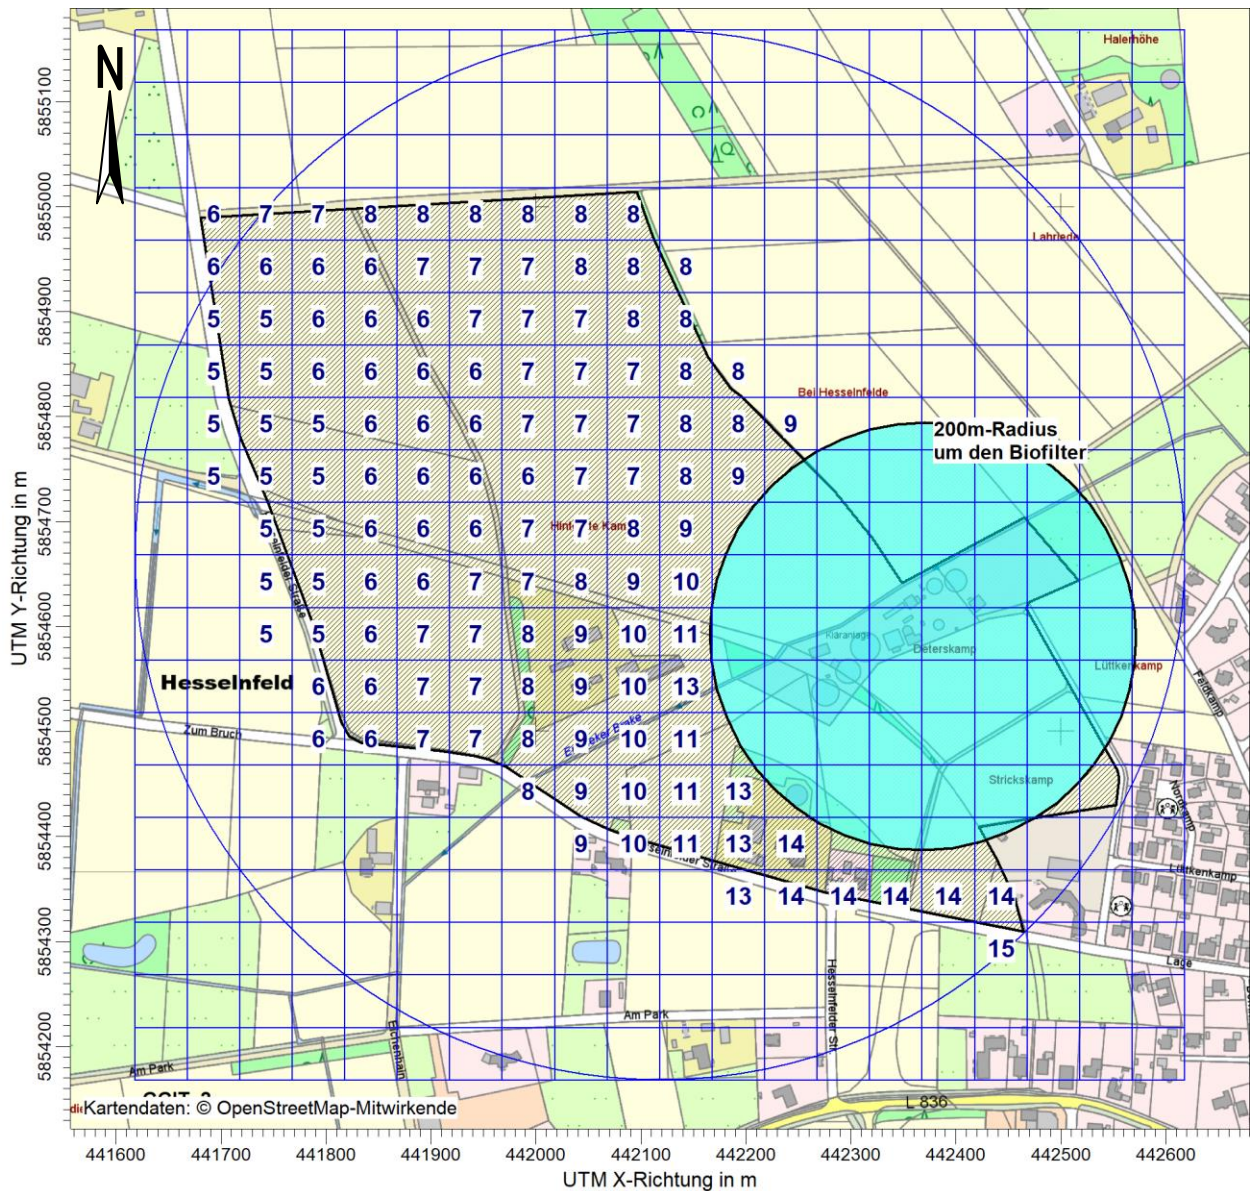 N
Halerhöhe
Lahriede
6 7 7 8 8 8 8 8 8
6 6 6 6 7 7 7 8 8 8
5 5 6 6 6 7 7 7 8 8
5 5 6 6 6 6 7 7 7 8 8
Bei Hesselnfelde
5 5 5 6 6 6 7 7 7 8 8 9
200m-Radius
um den Biofilter
5 5 5 6 6 6 6 7 7 8 9
5 5 6 6 6 7 7 8 9
5 5 6 6 7 7 8 9 10
5 5 6 7 7 8 9 10 11
Kläranlage
Deterskamp
Lüttkenkamp
Hesselnfeld
6 6 7 7 8 9 10 13
Feldkamp
Zum Bruch
6 6 7 7 8 9 10 11
Strickskamp
Nordkamp
8 9 10 11 13
9 10 11 13 14
Lüttkenkamp
13 14 14 14 14 14
15
Lage
Hesselnfelder Str.
Am Park
Eichenhain
Am Park
L 836
Kartendaten: © OpenStreetMap-Mitwirkende
UTM Y-Richtung in m
5855100
5855000
5854900
5854800
5854700
5854600
5854500
5854400
5854300
5854200
441600 441700 441800 441900 442000 442100 442200 442300 442400 442500 442600
UTM X-Richtung in m